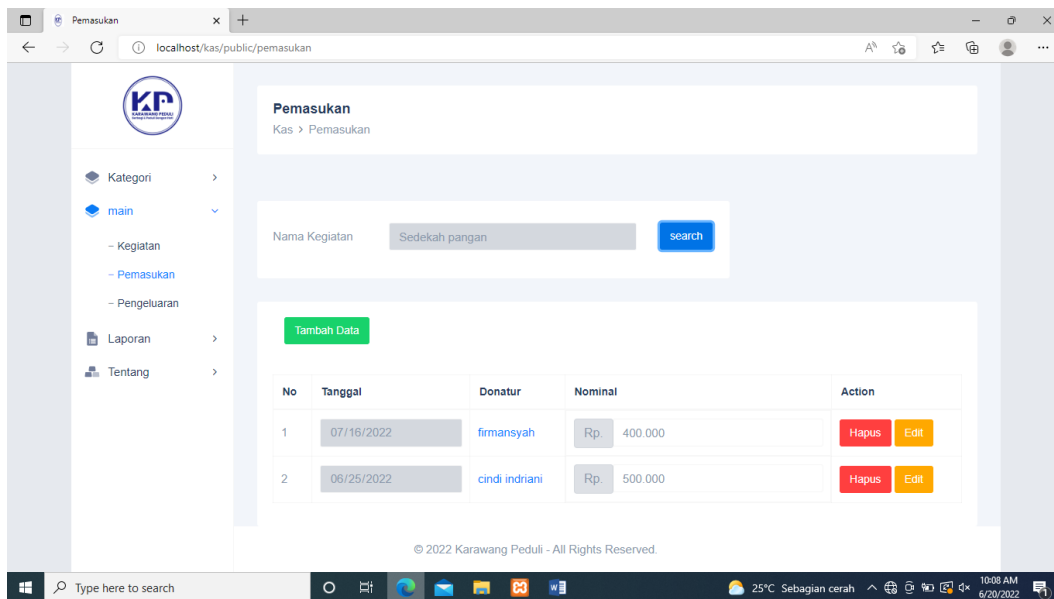 Pemasukan
localhost/kas/public/pemasukan
KP
KARAWANG PEDULI
Pemasukan
Kas > Pemasukan
Kategori
main
- Kegiatan
- Pemasukan
- Pengeluaran
Laporan
Tentang
Nama Kegiatan Sedekah pangan search
Tambah Data
No Tanggal Donatur Nominal Action
1 07/16/2022 firmansyah Rp. 400.000 Hapus Edit
2 06/25/2022 cindi indriani Rp. 500.000 Hapus Edit
© 2022 Karawang Peduli - All Rights Reserved.
Type here to search
25°C Sebagian cerah
10:08 AM
6/20/2022